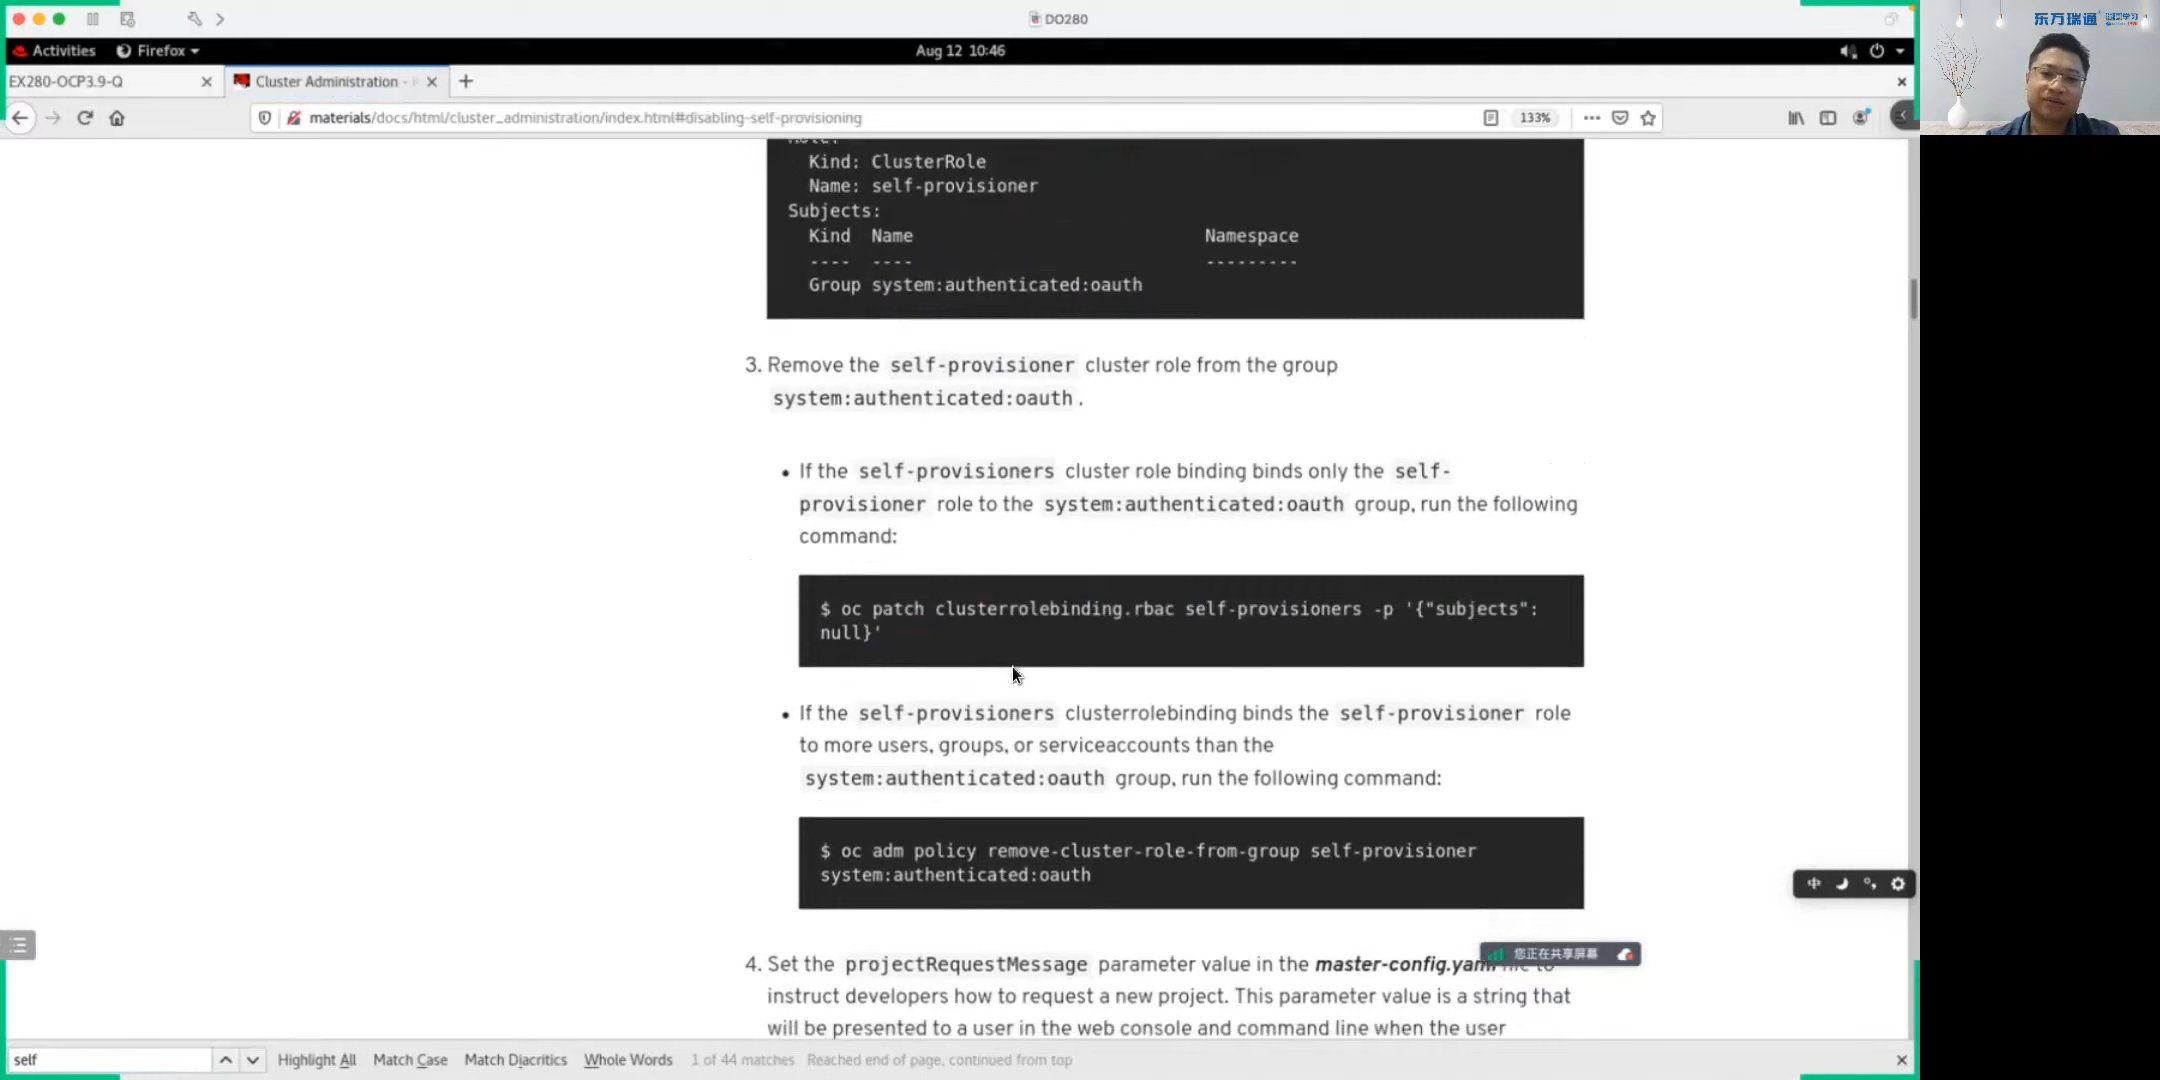 DO280
东方瑞通
Activities
Firefox
Aug 12 10:46
EX280-OCP3.9-Q
Cluster Administration -
materials/docs/html/cluster_administration/index.html#disabling-self-provisioning
133%
Kind: ClusterRole
Name: self-provisioner
Subjects:
Kind Name Namespace
---- ---- ---------
Group system:authenticated:oauth
3. Remove the self-provisioner cluster role from the group
system:authenticated:oauth .
• If the self-provisioners cluster role binding binds only the self-
provisioner role to the system:authenticated:oauth group, run the following
command:
$ oc patch clusterrolebinding.rbac self-provisioners -p '{"subjects":
null}'
• If the self-provisioners clusterrolebinding binds the self-provisioner role
to more users, groups, or serviceaccounts than the
system:authenticated:oauth group, run the following command:
$ oc adm policy remove-cluster-role-from-group self-provisioner
system:authenticated:oauth
中
您正在共享屏幕
4. Set the projectRequestMessage parameter value in the master-config.yaml file to
instruct developers how to request a new project. This parameter value is a string that
will be presented to a user in the web console and command line when the user
self
Highlight All Match Case Match Diacritics Whole Words 1 of 44 matches Reached end of page, continued from top